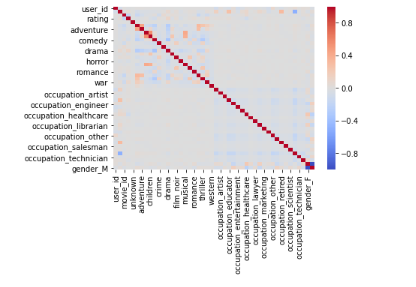 user_id
rating
adventure
comedy
drama
horror
romance
war
occupation_artist
occupation_engineer
occupation_healthcare
occupation_librarian
occupation_other
occupation_salesman
occupation_technician
gender_M
user_id
movie_id
unknown
adventure
children
crime
drama
film_noir
musical
romance
thriller
western
occupation_artist
occupation_educator
occupation_entertainment
occupation_healthcare
occupation_lawyer
occupation_marketing
occupation_other
occupation_retired
occupation_scientist
occupation_technician
gender_F
0.8
0.4
0.0
−0.4
−0.8